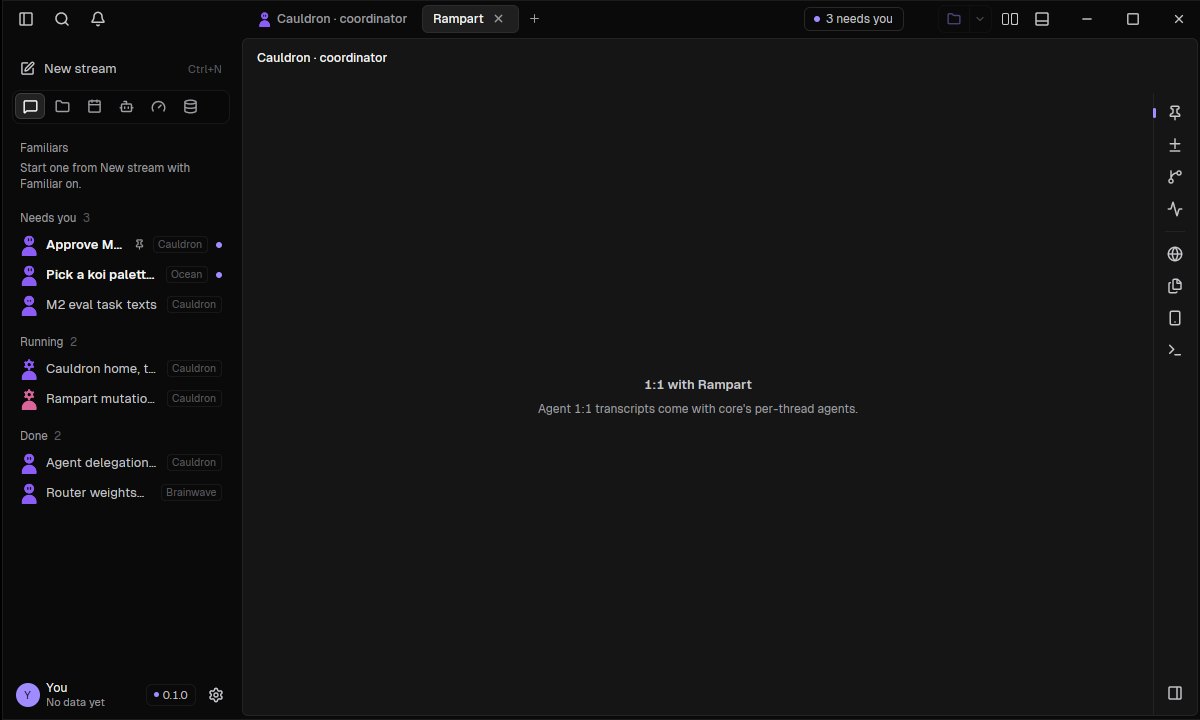 Cauldron · coordinator
Rampart
3 needs you
New stream
Ctrl+N
Familiars
Start one from New stream with
Familiar on.
Needs you 3
Approve M... Cauldron
Pick a koi palett... Ocean
M2 eval task texts Cauldron
Running 2
Cauldron home, t... Cauldron
Rampart mutatio... Cauldron
Done 2
Agent delegation... Cauldron
Router weights... Brainwave
Y
You
No data yet
0.1.0
Cauldron · coordinator
1:1 with Rampart
Agent 1:1 transcripts come with core's per-thread agents.